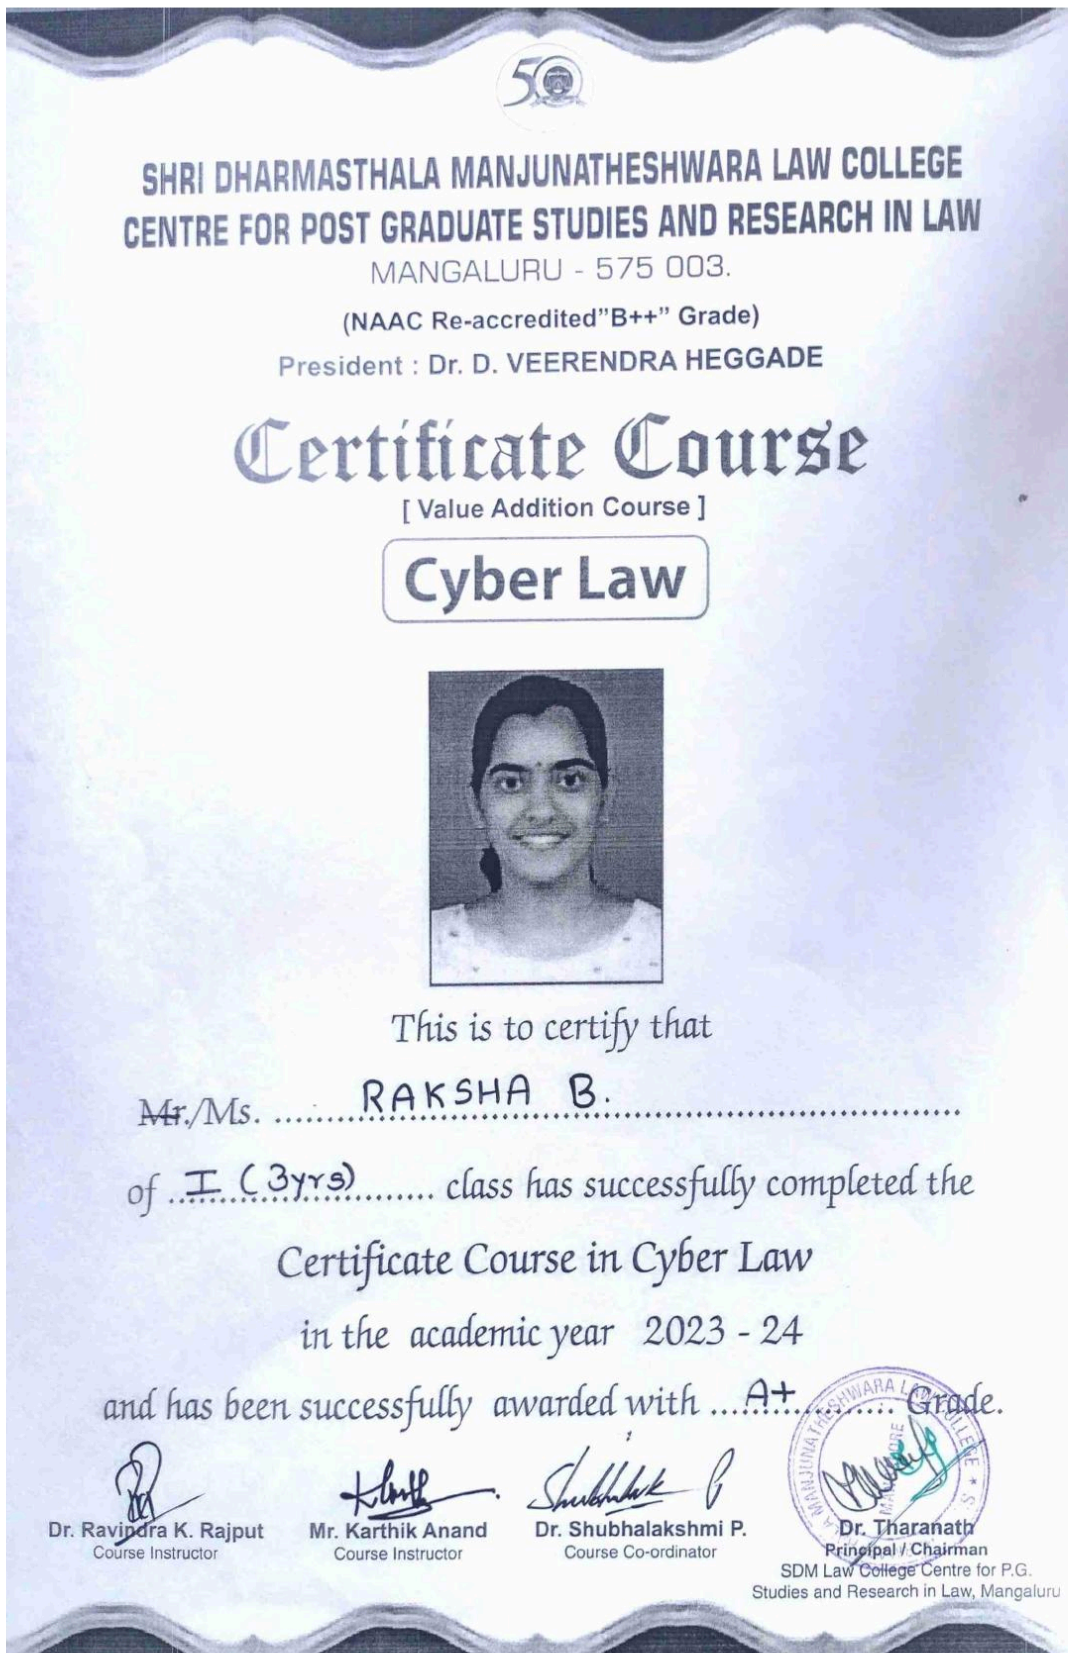 50
SHRI DHARMASTHALA MANJUNATHESHWARA LAW COLLEGE
CENTRE FOR POST GRADUATE STUDIES AND RESEARCH IN LAW
MANGALURU - 575 003.
(NAAC Re-accredited"B++" Grade)
President : Dr. D. VEERENDRA HEGGADE
Certificate Course
[ Value Addition Course ]
Cyber Law
This is to certify that
Mr./Ms. RAKSHA B.
of I (3yrs) class has successfully completed the
Certificate Course in Cyber Law
in the academic year 2023 - 24
and has been successfully awarded with A+ Grade.
MANJUNATHESHWARA LAW COLLEGE
Dr. Ravindra K. Rajput
Course Instructor
Mr. Karthik Anand
Course Instructor
Dr. Shubhalakshmi P.
Course Co-ordinator
Dr. Tharanath
Principal / Chairman
SDM Law College Centre for P.G.
Studies and Research in Law, Mangaluru